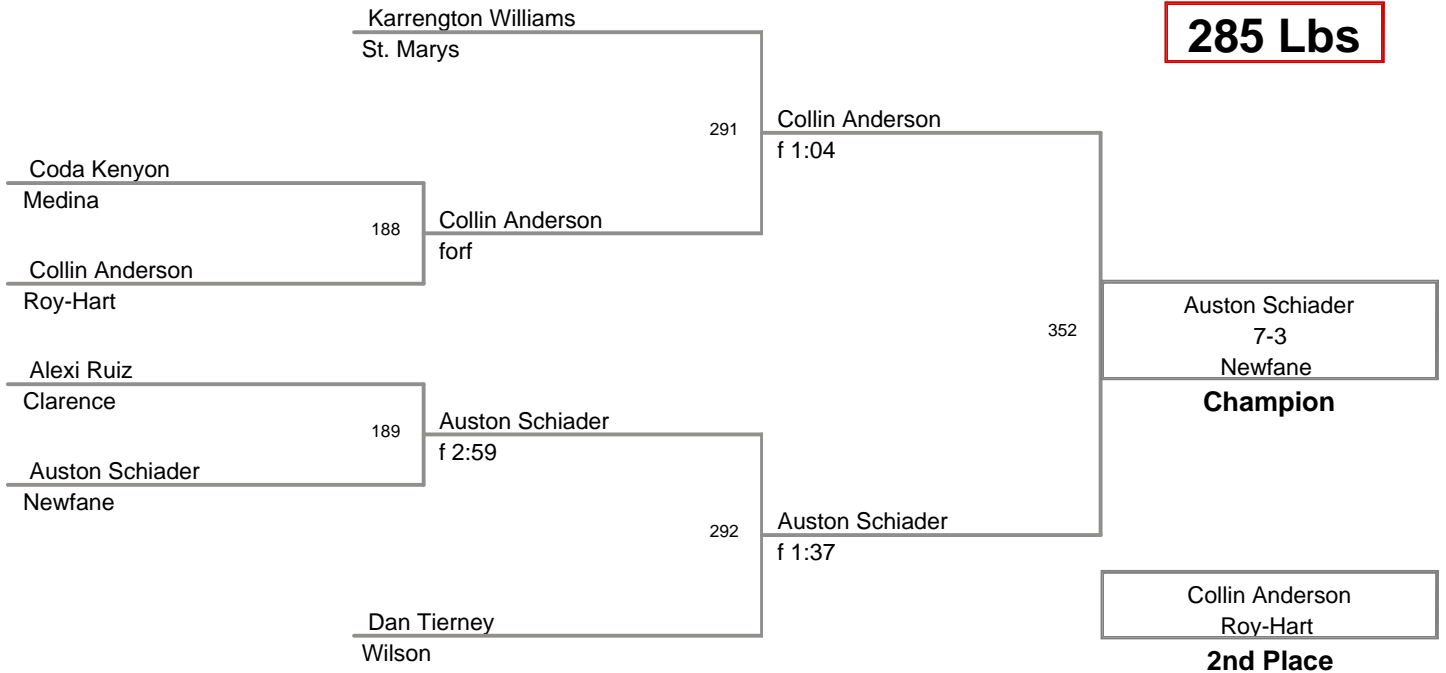 Karrengton Williams
St. Marys
285 Lbs
291
Collin Anderson
f 1:04
Coda Kenyon
Medina
188
Collin Anderson
forf
Collin Anderson
Roy-Hart
352
Auston Schiader
7-3
Newfane
Champion
Alexi Ruiz
Clarence
189
Auston Schiader
f 2:59
Auston Schiader
Newfane
292
Auston Schiader
f 1:37
Dan Tierney
Wilson
Collin Anderson
Roy-Hart
2nd Place